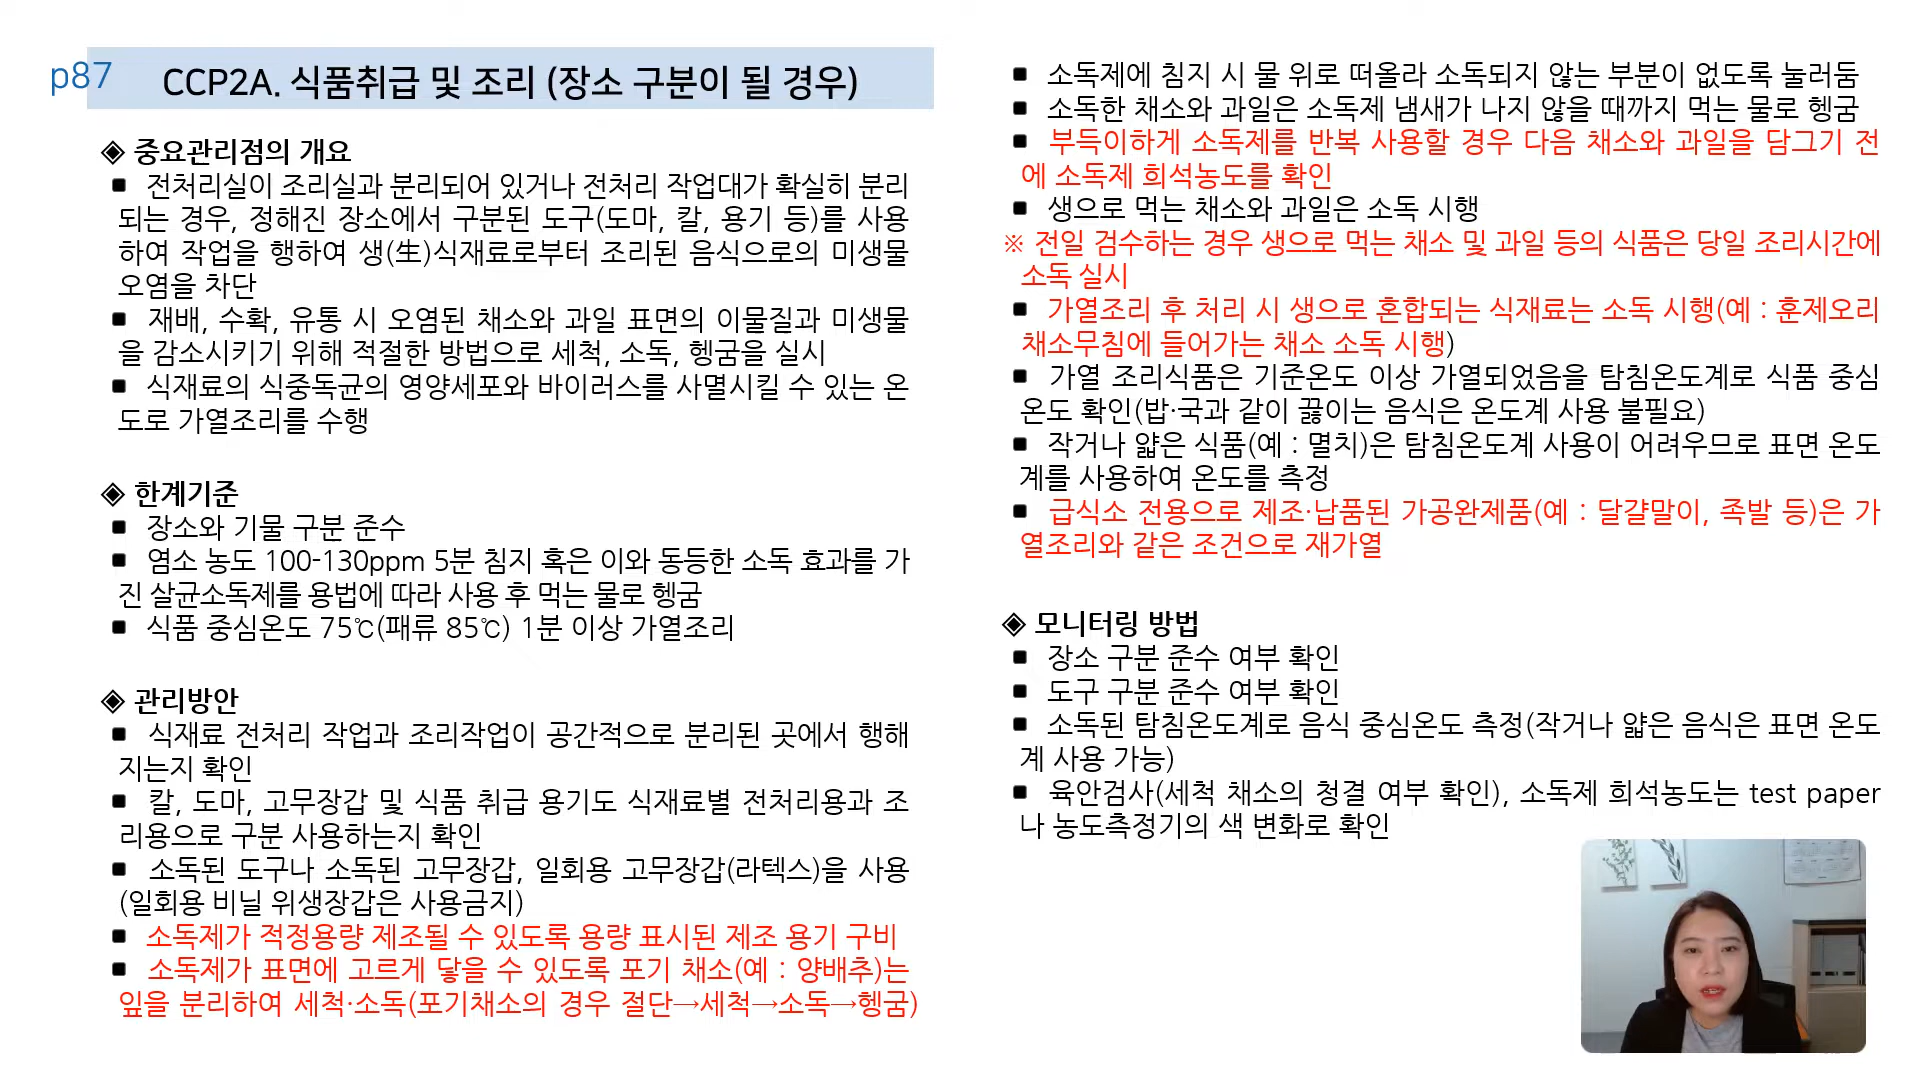 p87
CCP2A. 식품취급 및 조리 (장소 구분이 될 경우)
◈ 중요관리점의 개요
■ 전처리실이 조리실과 분리되어 있거나 전처리 작업대가 확실히 분리
되는 경우, 정해진 장소에서 구분된 도구(도마, 칼, 용기 등)를 사용
하여 작업을 행하여 생(生)식재료로부터 조리된 음식으로의 미생물
오염을 차단
■ 재배, 수확, 유통 시 오염된 채소와 과일 표면의 이물질과 미생물
을 감소시키기 위해 적절한 방법으로 세척, 소독, 헹굼을 실시
■ 식재료의 식중독균의 영양세포와 바이러스를 사멸시킬 수 있는 온
도로 가열조리를 수행
◈ 한계기준
■ 장소와 기물 구분 준수
■ 염소 농도 100-130ppm 5분 침지 혹은 이와 동등한 소독 효과를 가
진 살균소독제를 용법에 따라 사용 후 먹는 물로 헹굼
■ 식품 중심온도 75℃(패류 85℃) 1분 이상 가열조리
◈ 관리방안
■ 식재료 전처리 작업과 조리작업이 공간적으로 분리된 곳에서 행해
지는지 확인
■ 칼, 도마, 고무장갑 및 식품 취급 용기도 식재료별 전처리용과 조
리용으로 구분 사용하는지 확인
■ 소독된 도구나 소독된 고무장갑, 일회용 고무장갑(라텍스)을 사용
(일회용 비닐 위생장갑은 사용금지)
■ 소독제가 적정용량 제조될 수 있도록 용량 표시된 제조 용기 구비
■ 소독제가 표면에 고르게 닿을 수 있도록 포기 채소(예 : 양배추)는
잎을 분리하여 세척·소독(포기채소의 경우 절단→세척→소독→헹굼)
■ 소독제에 침지 시 물 위로 떠올라 소독되지 않는 부분이 없도록 눌러둠
■ 소독한 채소와 과일은 소독제 냄새가 나지 않을 때까지 먹는 물로 헹굼
■ 부득이하게 소독제를 반복 사용할 경우 다음 채소와 과일을 담그기 전
에 소독제 희석농도를 확인
■ 생으로 먹는 채소와 과일은 소독 시행
※ 전일 검수하는 경우 생으로 먹는 채소 및 과일 등의 식품은 당일 조리시간에
소독 실시
■ 가열조리 후 처리 시 생으로 혼합되는 식재료는 소독 시행(예 : 훈제오리
채소무침에 들어가는 채소 소독 시행)
■ 가열 조리식품은 기준온도 이상 가열되었음을 탐침온도계로 식품 중심
온도 확인(밥·국과 같이 끓이는 음식은 온도계 사용 불필요)
■ 작거나 얇은 식품(예 : 멸치)은 탐침온도계 사용이 어려우므로 표면 온도
계를 사용하여 온도를 측정
■ 급식소 전용으로 제조·납품된 가공완제품(예 : 달걀말이, 족발 등)은 가
열조리와 같은 조건으로 재가열
◈ 모니터링 방법
■ 장소 구분 준수 여부 확인
■ 도구 구분 준수 여부 확인
■ 소독된 탐침온도계로 음식 중심온도 측정(작거나 얇은 음식은 표면 온도
계 사용 가능)
■ 육안검사(세척 채소의 청결 여부 확인), 소독제 희석농도는 test paper
나 농도측정기의 색 변화로 확인